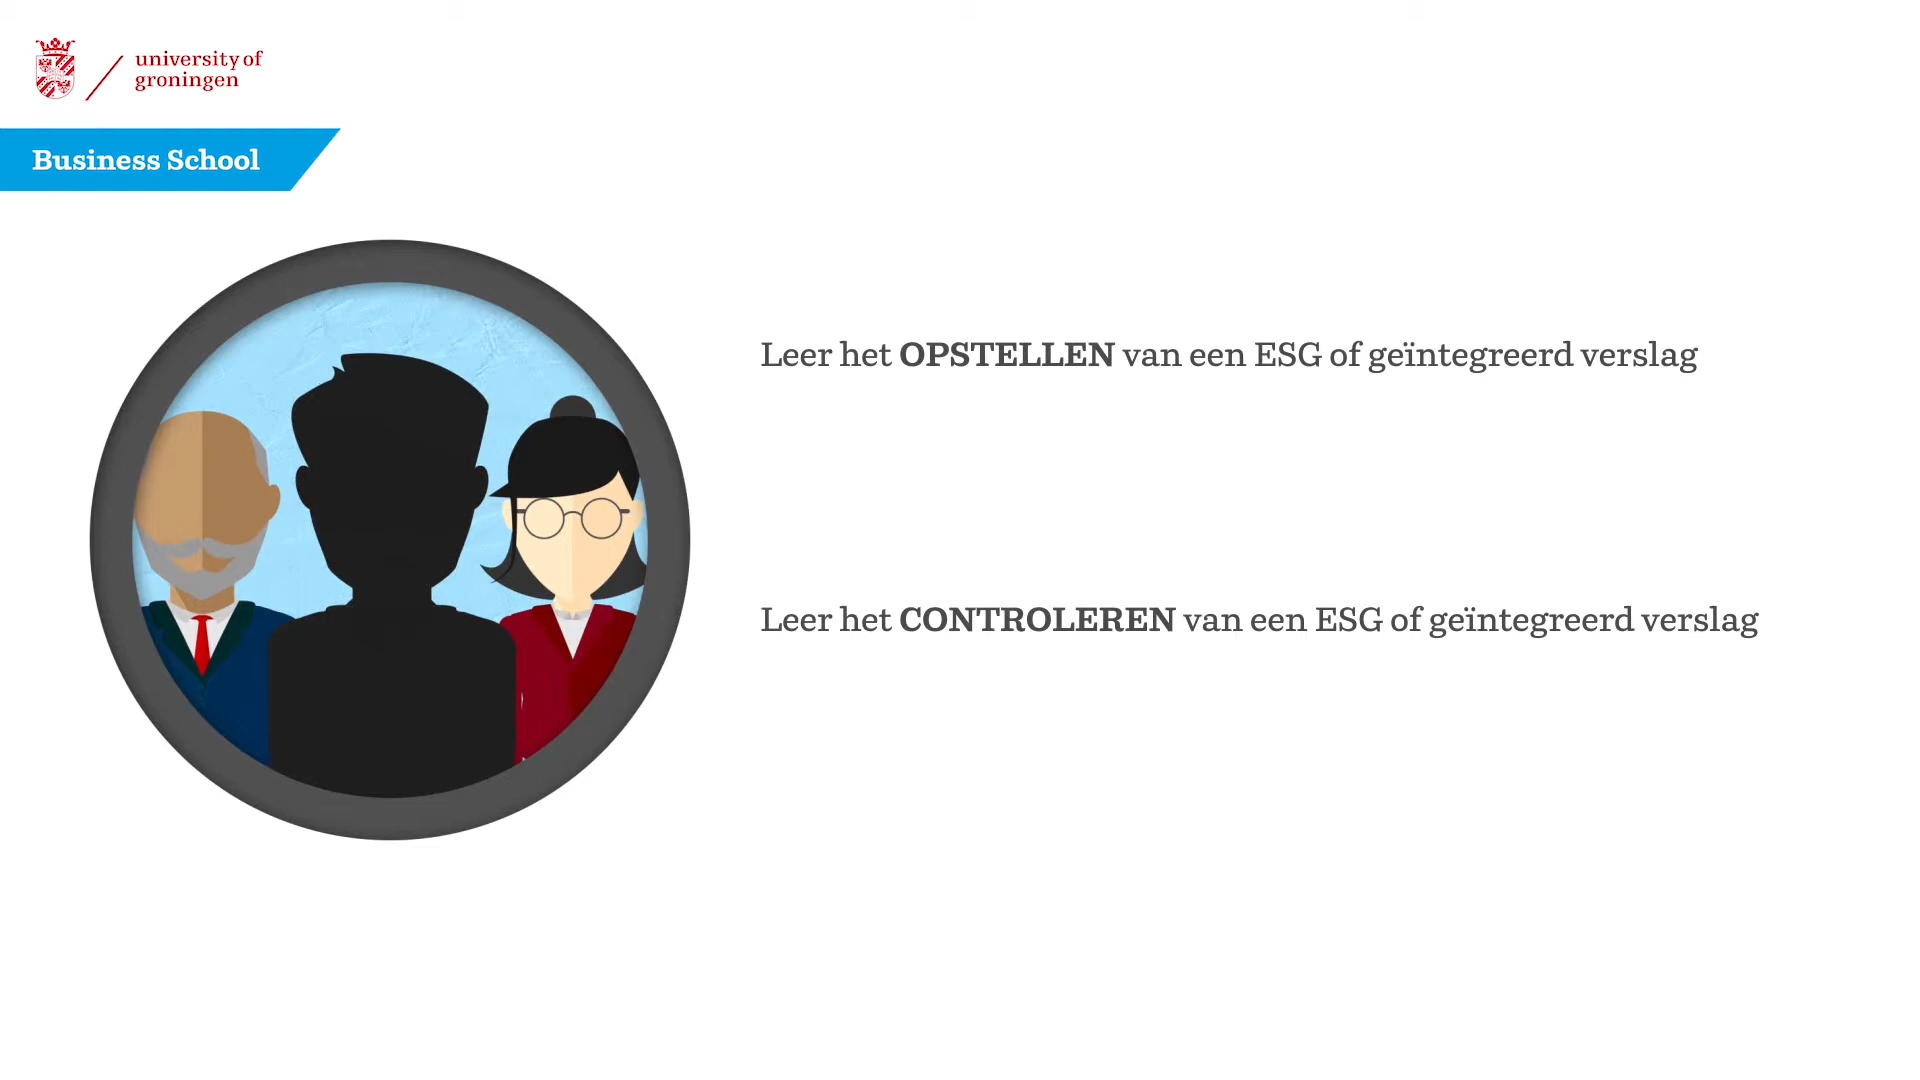 university of
groningen
Business School
Leer het OPSTELLEN van een ESG of geïntegreerd verslag
Leer het CONTROLEREN van een ESG of geïntegreerd verslag